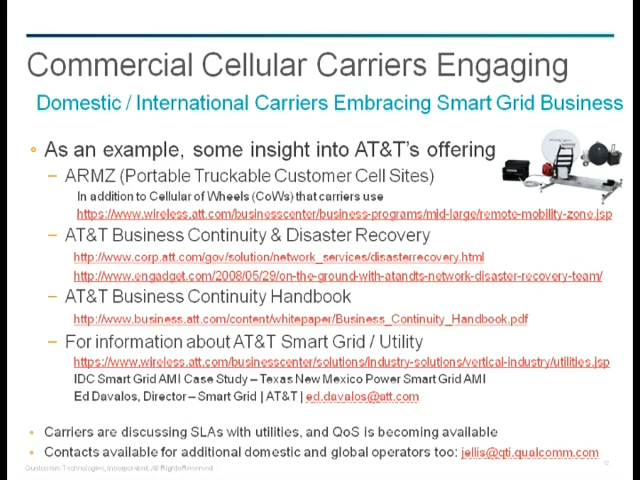 Commercial Cellular Carriers Engaging
Domestic / International Carriers Embracing Smart Grid Business
° As an example, some insight into AT&T's offering
– ARMZ (Portable Truckable Customer Cell Sites)
In addition to Cellular of Wheels (CoWs) that carriers use
https://www.wireless.att.com/businesscenter/business-programs/mid-large/remote-mobility-zone.jsp
– AT&T Business Continuity & Disaster Recovery
http://www.corp.att.com/gov/solution/network_services/disasterrecovery.html
http://www.engadget.com/2008/05/29/on-the-ground-with-atandts-network-disaster-recovery-team/
– AT&T Business Continuity Handbook
http://www.business.att.com/content/whitepaper/Business_Continuity_Handbook.pdf
– For information about AT&T Smart Grid / Utility
https://www.wireless.att.com/businesscenter/solutions/industry-solutions/vertical-industry/utilities.jsp
IDC Smart Grid AMI Case Study – Texas New Mexico Power Smart Grid AMI
Ed Davalos, Director – Smart Grid | AT&T | ed.davalos@att.com
• Carriers are discussing SLAs with utilities, and QoS is becoming available
• Contacts available for additional domestic and global operators too: jellis@qti.qualcomm.com
Qualcomm Technologies, Incorporated. All Rights Reserved.